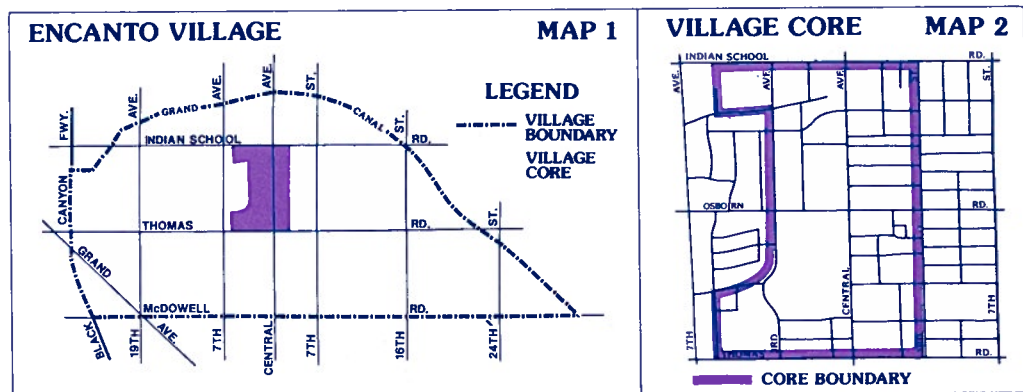 ENCANTO VILLAGE
MAP 1
FWY.
AVE.
AVE.
AVE.
ST.
GRAND
CANAL
ST.
LEGEND
VILLAGE BOUNDARY
VILLAGE CORE
INDIAN SCHOOL
RD.
CANYON
THOMAS
RD.
ST.
GRAND
McDOWELL
RD.
BLACK
19TH
AVE.
7TH
CENTRAL
7TH
16TH
24TH
VILLAGE CORE
MAP 2
INDIAN SCHOOL
RD.
AVE.
AVE.
AVE.
ST.
ST.
OSBORN
RD.
CENTRAL
7TH
THOMAS
3RD
RD.
7TH
CORE BOUNDARY